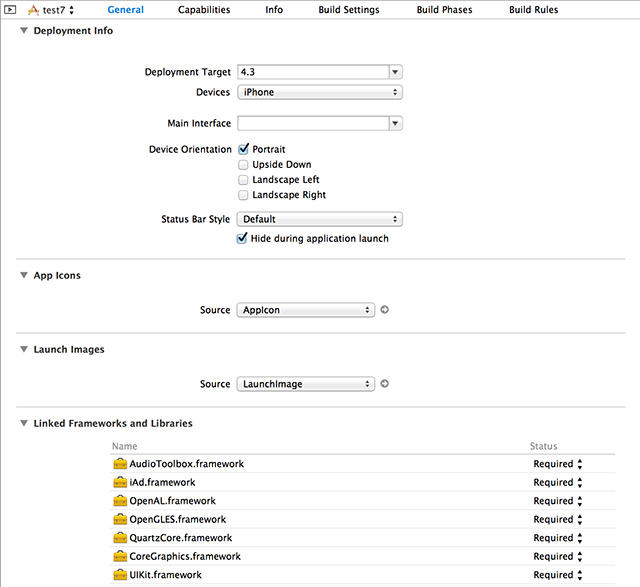 test7 General Capabilities Info Build Settings Build Phases Build Rules
Deployment Info
Deployment Target 4.3
Devices iPhone
Main Interface
Device Orientation Portrait
Upside Down
Landscape Left
Landscape Right
Status Bar Style Default
Hide during application launch
App Icons
Source AppIcon
Launch Images
Source LaunchImage
Linked Frameworks and Libraries
Name Status
AudioToolbox.framework Required
iAd.framework Required
OpenAL.framework Required
OpenGLES.framework Required
QuartzCore.framework Required
CoreGraphics.framework Required
UIKit.framework Required